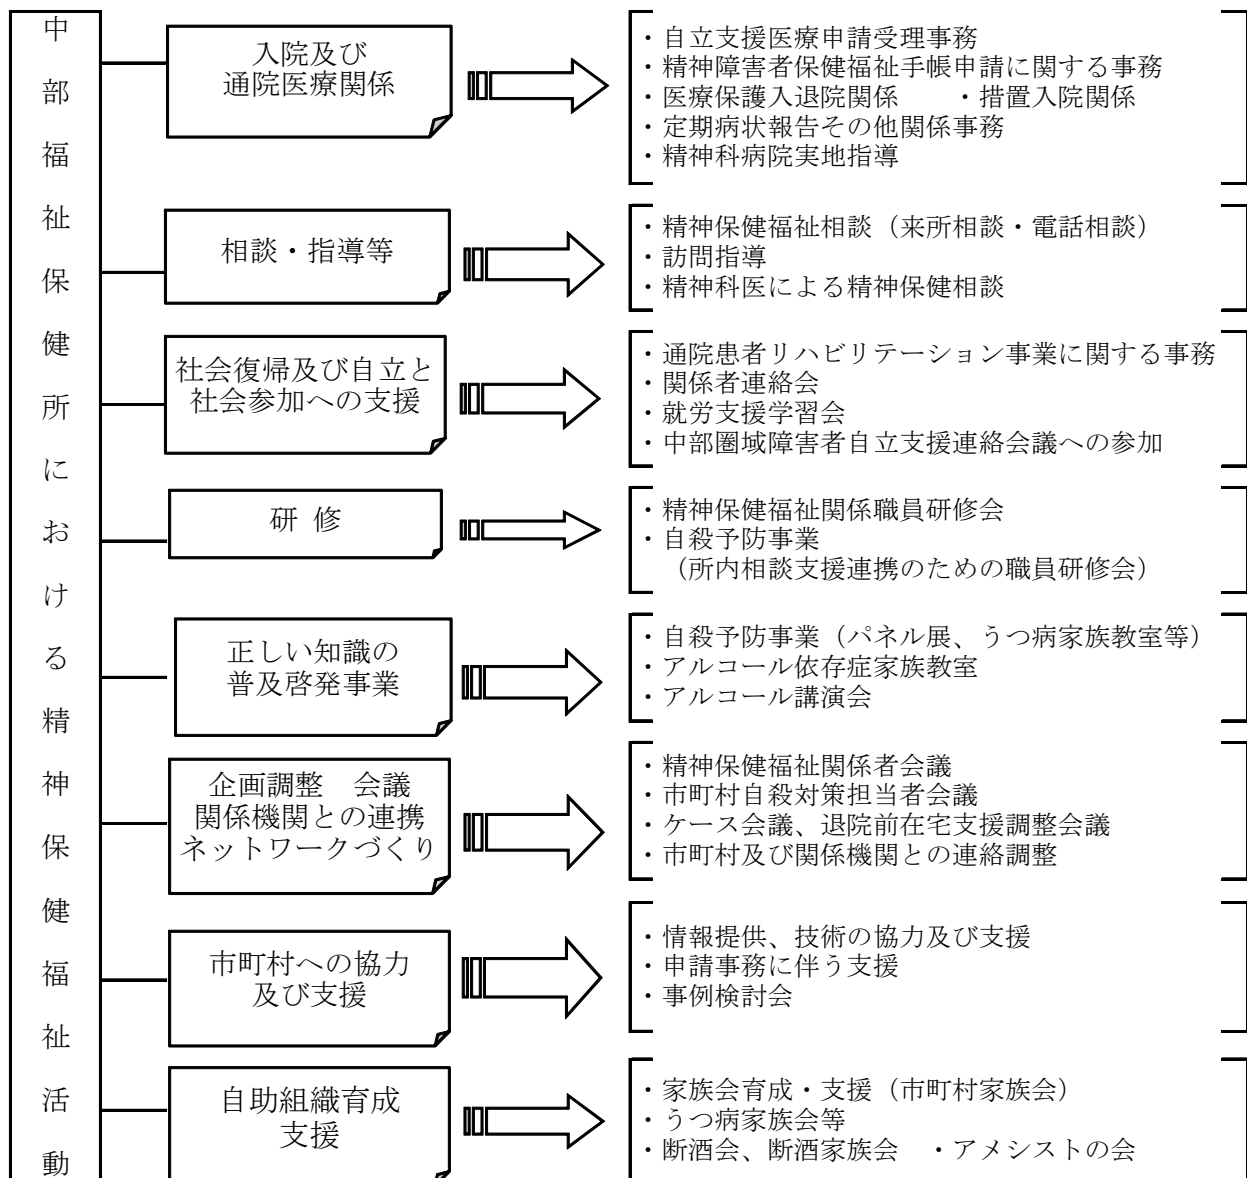 中部福祉保健所における精神保健福祉活動
入院及び
通院医療関係
・自立支援医療申請受理事務
・精神障害者保健福祉手帳申請に関する事務
・医療保護入退院関係　　・措置入院関係
・定期病状報告その他関係事務
・精神科病院実地指導
相談・指導等
・精神保健福祉相談（来所相談・電話相談）
・訪問指導
・精神科医による精神保健相談
社会復帰及び自立と
社会参加への支援
・通院患者リハビリテーション事業に関する事務
・関係者連絡会
・就労支援学習会
・中部圏域障害者自立支援連絡会議への参加
研 修
・精神保健福祉関係職員研修会
・自殺予防事業
（所内相談支援連携のための職員研修会）
正しい知識の
普及啓発事業
・自殺予防事業（パネル展、うつ病家族教室等）
・アルコール依存症家族教室
・アルコール講演会
企画調整　会議
関係機関との連携
ネットワークづくり
・精神保健福祉関係者会議
・市町村自殺対策担当者会議
・ケース会議、退院前在宅支援調整会議
・市町村及び関係機関との連絡調整
市町村への協力
及び支援
・情報提供、技術の協力及び支援
・申請事務に伴う支援
・事例検討会
自助組織育成
支援
・家族会育成・支援（市町村家族会）
・うつ病家族会等
・断酒会、断酒家族会　・アメシストの会